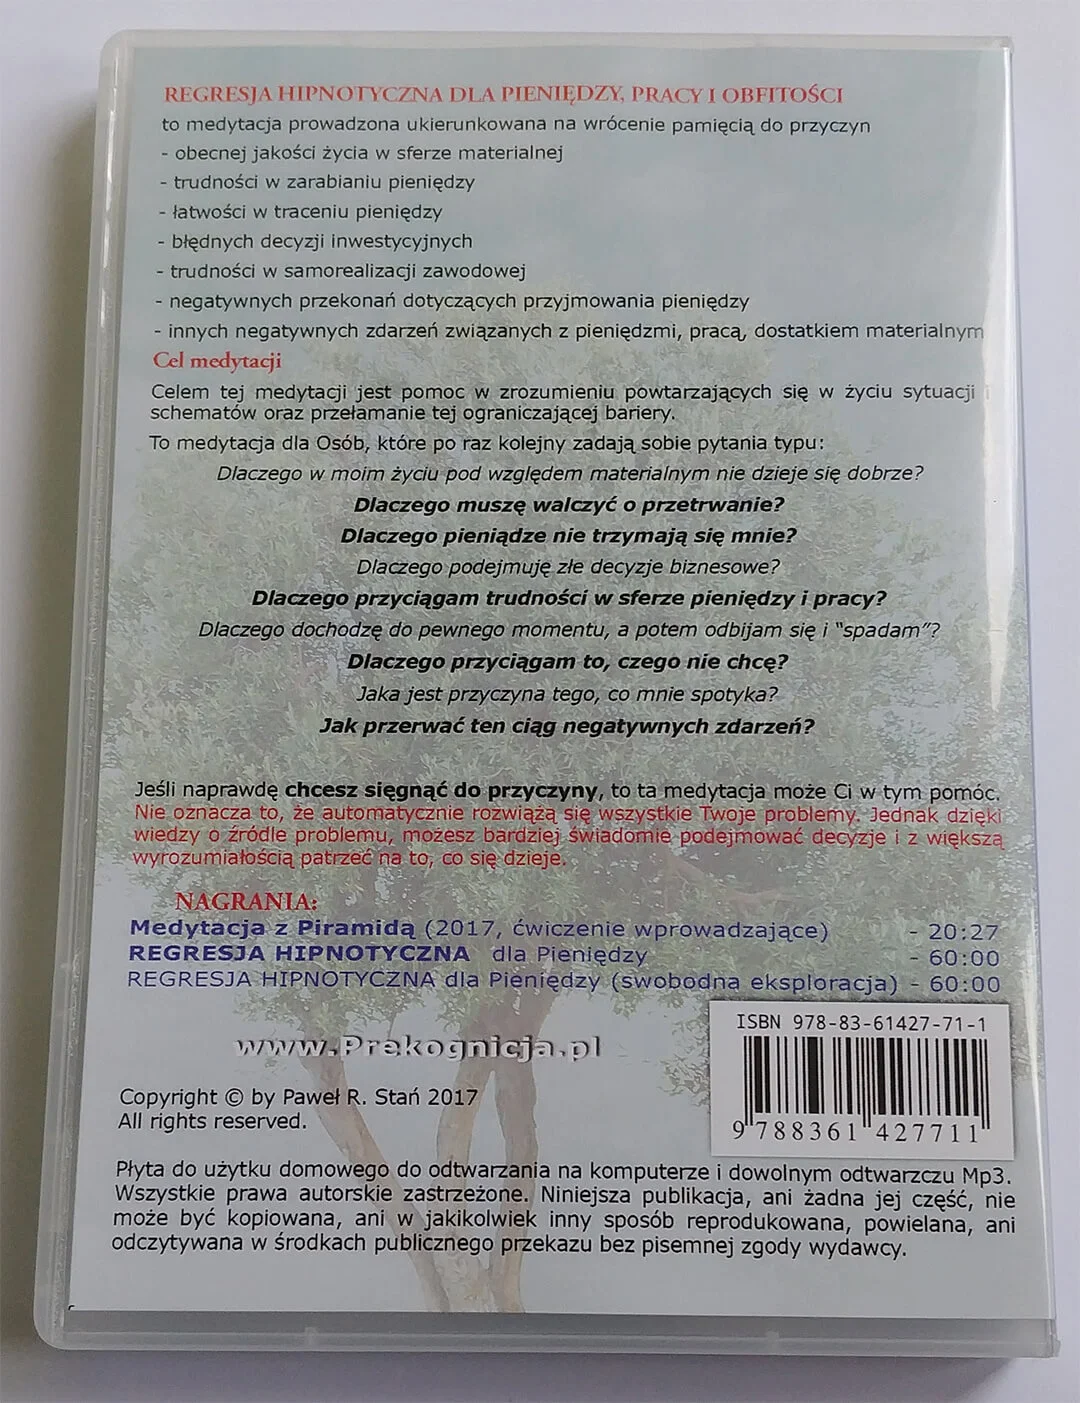 REGRESJA HIPNOTYCZNA DLA PIENIĘDZY, PRACY I OBFITOŚCI
to medytacja prowadzona ukierunkowana na wrócenie pamięcią do przyczyn
- obecnej jakości życia w sferze materialnej
- trudności w zarabianiu pieniędzy
- łatwości w traceniu pieniędzy
- błędnych decyzji inwestycyjnych
- trudności w samorealizacji zawodowej
- negatywnych przekonań dotyczących przyjmowania pieniędzy
- innych negatywnych zdarzeń związanych z pieniędzmi, pracą, dostatkiem materialnym
Cel medytacji
Celem tej medytacji jest pomoc w zrozumieniu powtarzających się w życiu sytuacji i
schematów oraz przełamanie tej ograniczającej bariery.
To medytacja dla Osób, które po raz kolejny zadają sobie pytania typu:
Dlaczego w moim życiu pod względem materialnym nie dzieje się dobrze?
Dlaczego muszę walczyć o przetrwanie?
Dlaczego pieniądze nie trzymają się mnie?
Dlaczego podejmuję złe decyzje biznesowe?
Dlaczego przyciągam trudności w sferze pieniędzy i pracy?
Dlaczego dochodzę do pewnego momentu, a potem odbijam się i "spadam"?
Dlaczego przyciągam to, czego nie chcę?
Jaka jest przyczyna tego, co mnie spotyka?
Jak przerwać ten ciąg negatywnych zdarzeń?
Jeśli naprawdę chcesz sięgnąć do przyczyny, to ta medytacja może Ci w tym pomóc.
Nie oznacza to, że automatycznie rozwiążą się wszystkie Twoje problemy. Jednak dzięki
wiedzy o źródle problemu, możesz bardziej świadomie podejmować decyzje i z większą
wyrozumiałością patrzeć na to, co się dzieje.
NAGRANIA:
Medytacja z Piramidą (2017, ćwiczenie wprowadzające) - 20:27
REGRESJA HIPNOTYCZNA dla Pieniędzy - 60:00
REGRESJA HIPNOTYCZNA dla Pieniędzy (swobodna eksploracja) - 60:00
ISBN 978-83-61427-71-1
www.Prekognicja.pl
Copyright © by Paweł R. Stań 2017
All rights reserved.
9 788361 427711
Płyta do użytku domowego do odtwarzania na komputerze i dowolnym odtwarzczu Mp3.
Wszystkie prawa autorskie zastrzeżone. Niniejsza publikacja, ani żadna jej część, nie
może być kopiowana, ani w jakikolwiek inny sposób reprodukowana, powielana, ani
odczytywana w środkach publicznego przekazu bez pisemnej zgody wydawcy.